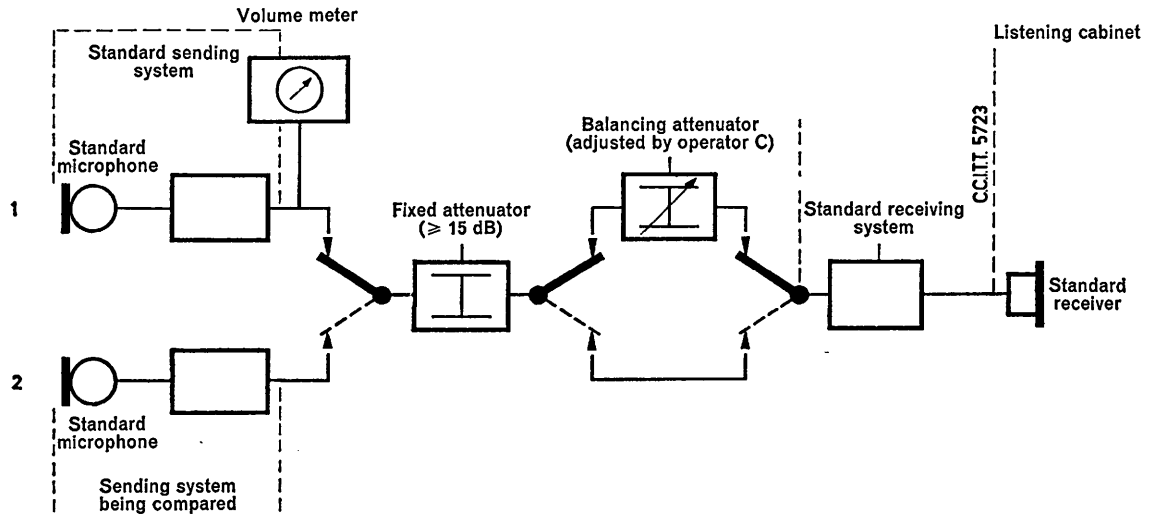 Volume meter
Standard sending
system
Listening cabinet
Standard
microphone
Balancing attenuator
(adjusted by operator C)
C.C.I.T.T. 5723
1
Fixed attenuator
(⩾ 15 dB)
Standard receiving
system
Standard
receiver
2
Standard
microphone
Sending system
being compared